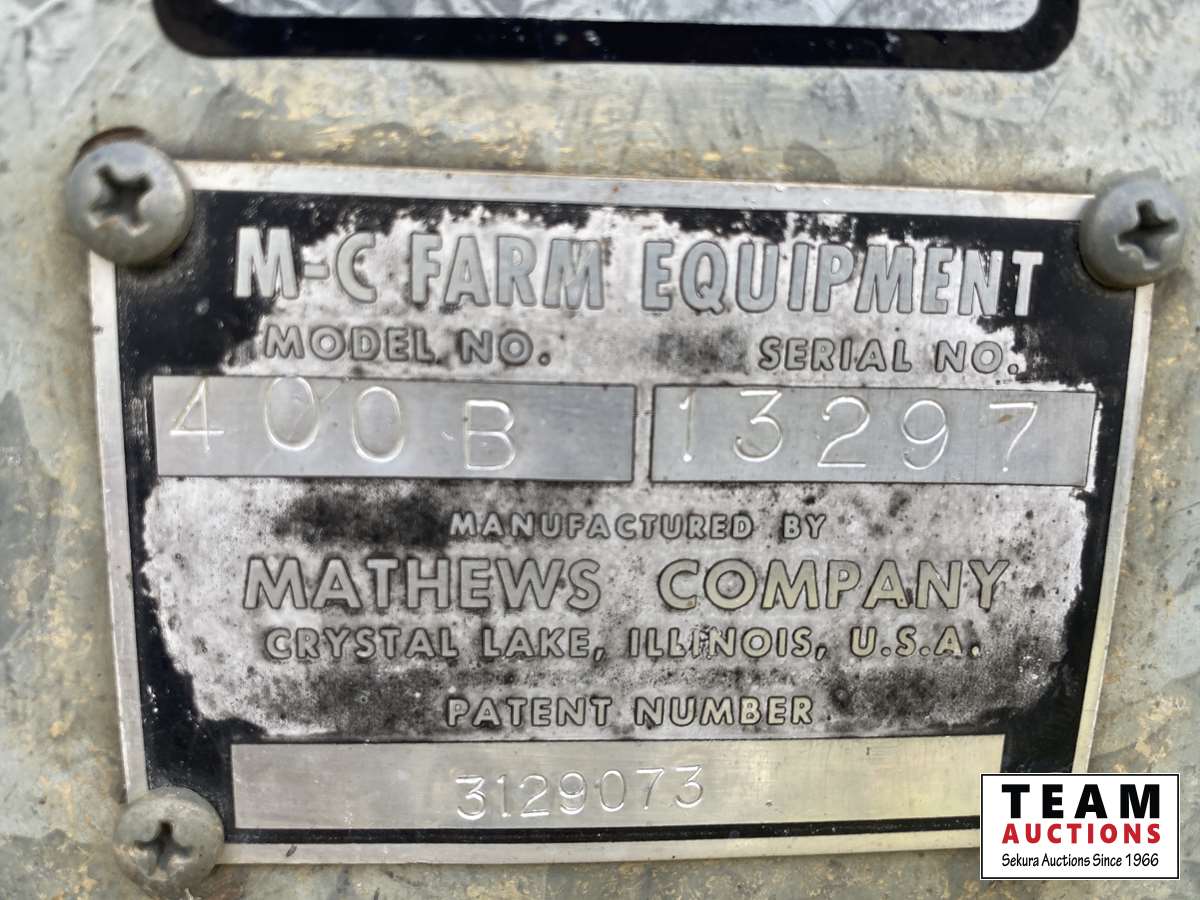 M-C FARM EQUIPMENT
MODEL NO. SERIAL NO.
400B 13297
MANUFACTURED BY
MATHEWS COMPANY
CRYSTAL LAKE, ILLINOIS, U.S.A.
PATENT NUMBER
3129073
TEAM
AUCTIONS
Sekura Auctions Since 1966